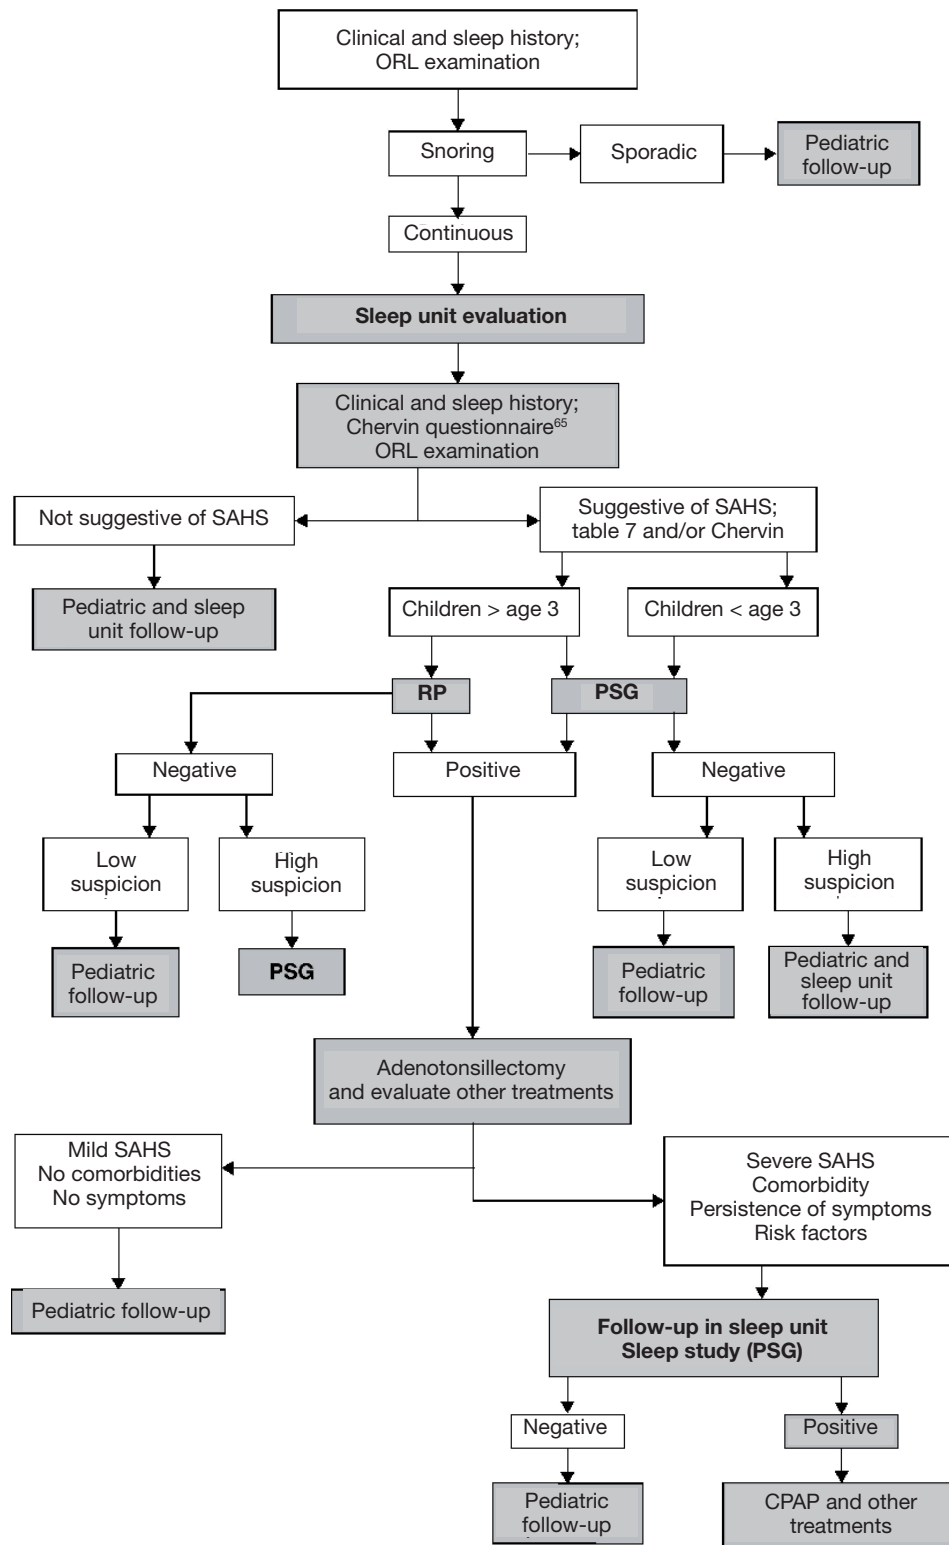 Clinical and sleep history;
ORL examination
Snoring
Sporadic
Pediatric
follow-up
Continuous
Sleep unit evaluation
Clinical and sleep history;
Chervin questionnaire⁶⁵
ORL examination
Not suggestive of SAHS
Suggestive of SAHS;
table 7 and/or Chervin
Pediatric and sleep
unit follow-up
Children > age 3
Children < age 3
RP
PSG
Negative
Positive
Negative
Low
suspicion
High
suspicion
Low
suspicion
High
suspicion
Pediatric
follow-up
PSG
Pediatric
follow-up
Pediatric and
sleep unit
follow-up
Adenotonsillectomy
and evaluate other treatments
Mild SAHS
No comorbidities
No symptoms
Severe SAHS
Comorbidity
Persistence of symptoms
Risk factors
Pediatric follow-up
Follow-up in sleep unit
Sleep study (PSG)
Negative
Positive
Pediatric
follow-up
CPAP and other
treatments